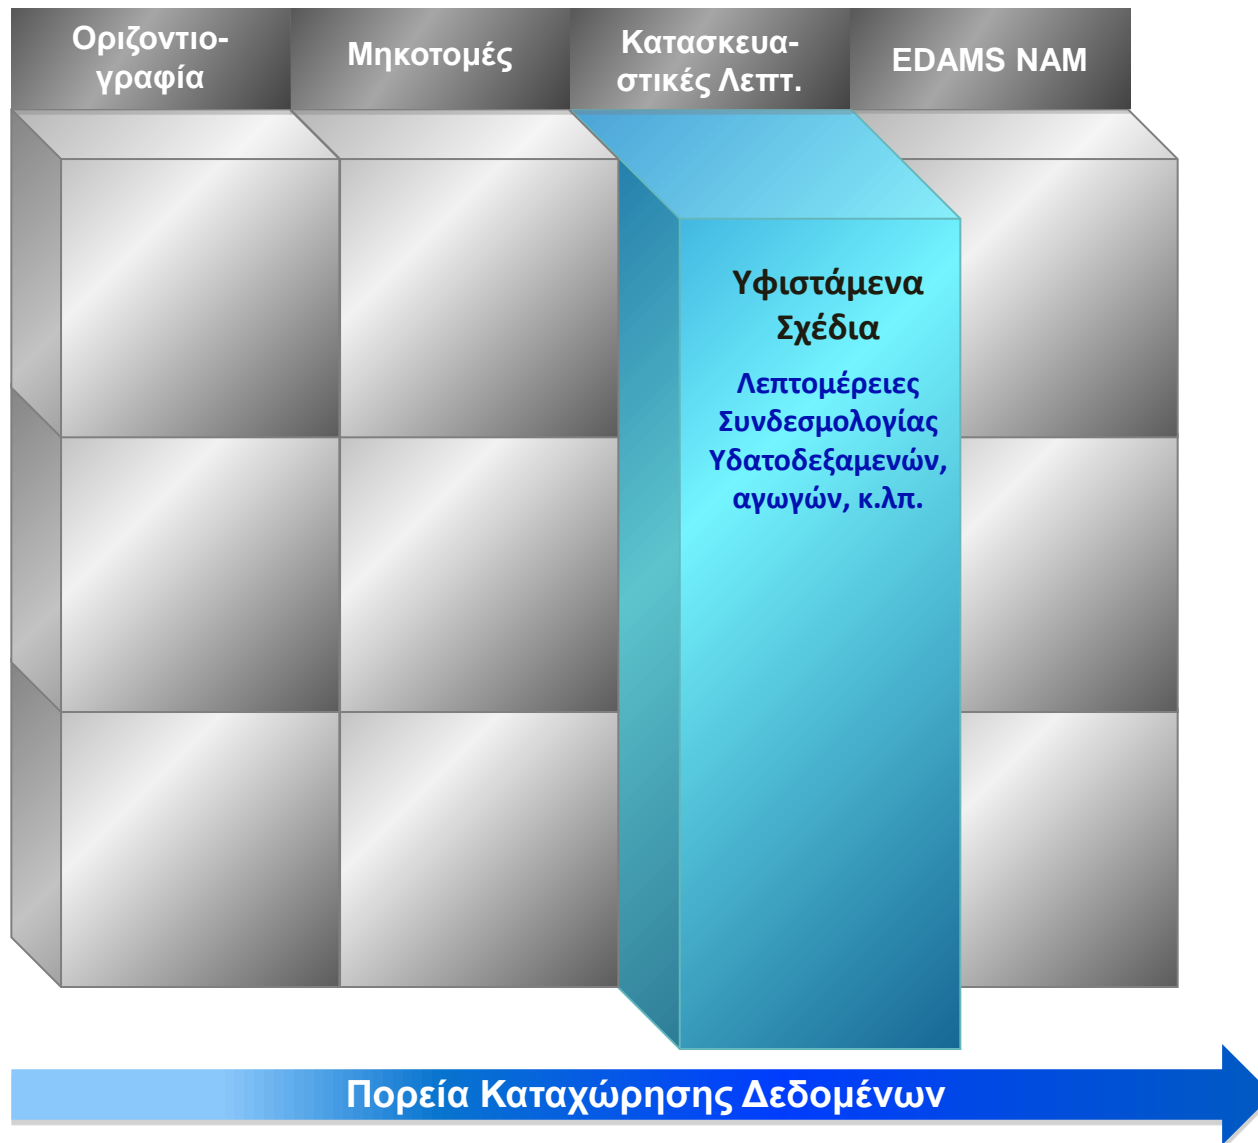 Οριζοντιο-
γραφία
Μηκοτομές
Κατασκευα-
στικές Λεπτ.
EDAMS NAM
Υφιστάμενα
Σχέδια
Λεπτομέρειες
Συνδεσμολογίας
Υδατοδεξαμενών,
αγωγών, κ.λπ.
Πορεία Καταχώρησης Δεδομένων